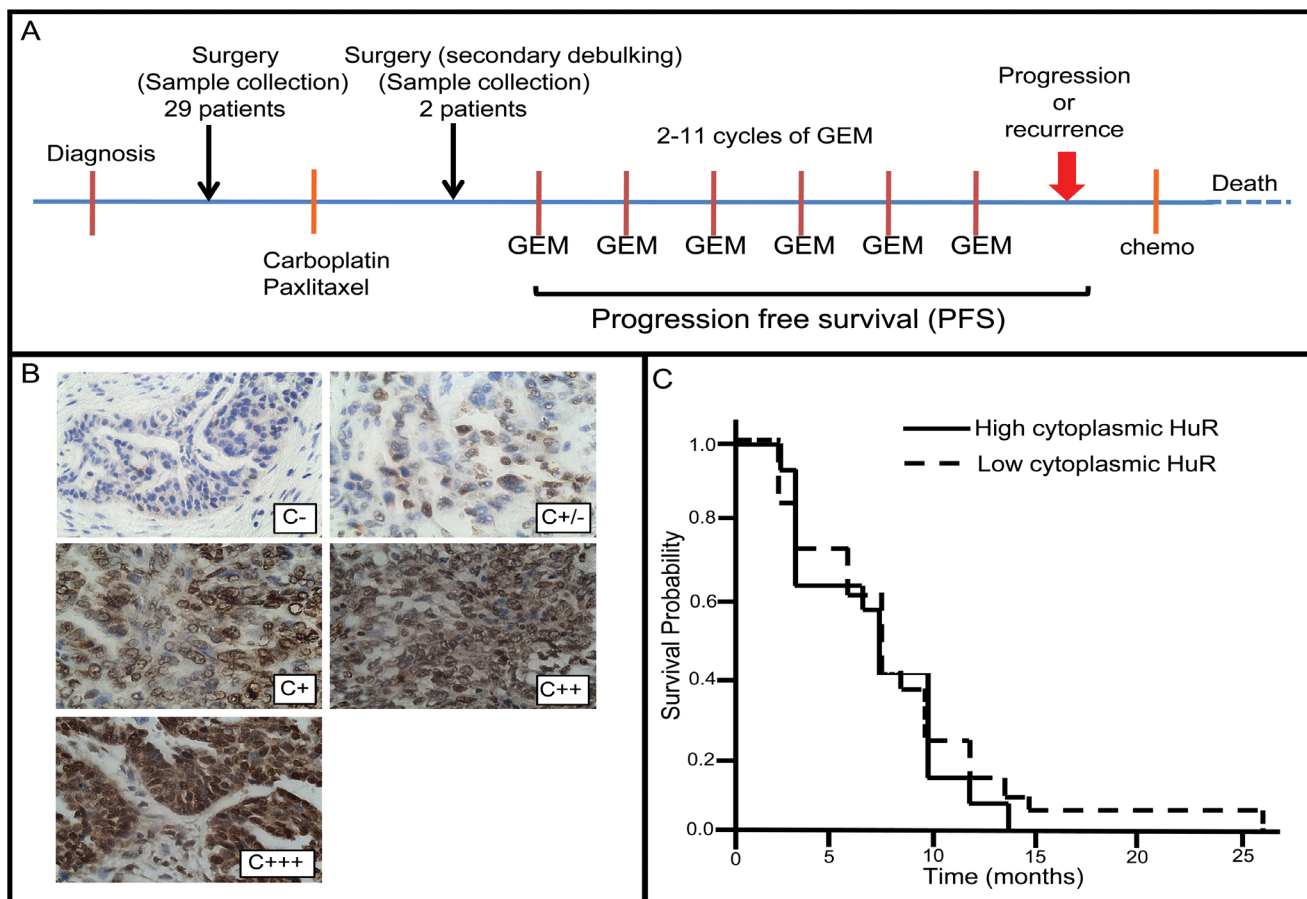 A
Surgery
(Sample collection)
29 patients
Surgery (secondary debulking)
(Sample collection)
2 patients
Progression
or
recurrence
2-11 cycles of GEM
Diagnosis
Death
GEM GEM GEM GEM GEM GEM
chemo
Carboplatin
Paxlitaxel
Progression free survival (PFS)
B
C-
C+/-
C+
C++
C+++
C
High cytoplasmic HuR
Low cytoplasmic HuR
Survival Probability
1.0
0.8
0.6
0.4
0.2
0.0
0 5 10 15 20 25
Time (months)